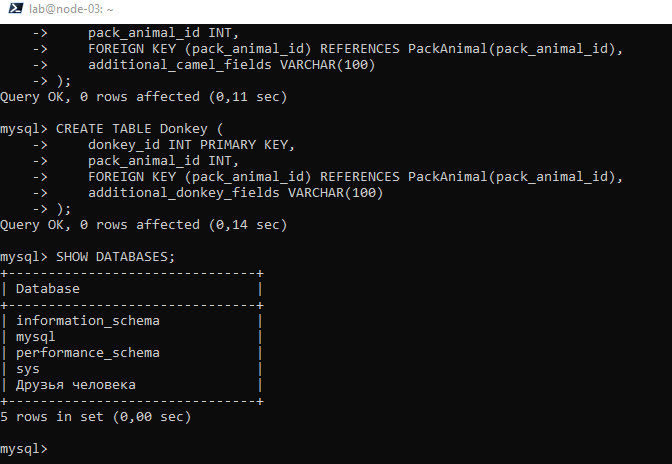 lab@node-03: ~
    ->     pack_animal_id INT,
    ->     FOREIGN KEY (pack_animal_id) REFERENCES PackAnimal(pack_animal_id),
    ->     additional_camel_fields VARCHAR(100)
    -> );
Query OK, 0 rows affected (0,11 sec)
mysql> CREATE TABLE Donkey (
    ->     donkey_id INT PRIMARY KEY,
    ->     pack_animal_id INT,
    ->     FOREIGN KEY (pack_animal_id) REFERENCES PackAnimal(pack_animal_id),
    ->     additional_donkey_fields VARCHAR(100)
    -> );
Query OK, 0 rows affected (0,14 sec)
mysql> SHOW DATABASES;
+-------------------------------+
| Database                      |
+-------------------------------+
| information_schema            |
| mysql                         |
| performance_schema            |
| sys                           |
| Друзья человека               |
+-------------------------------+
5 rows in set (0,00 sec)
mysql>